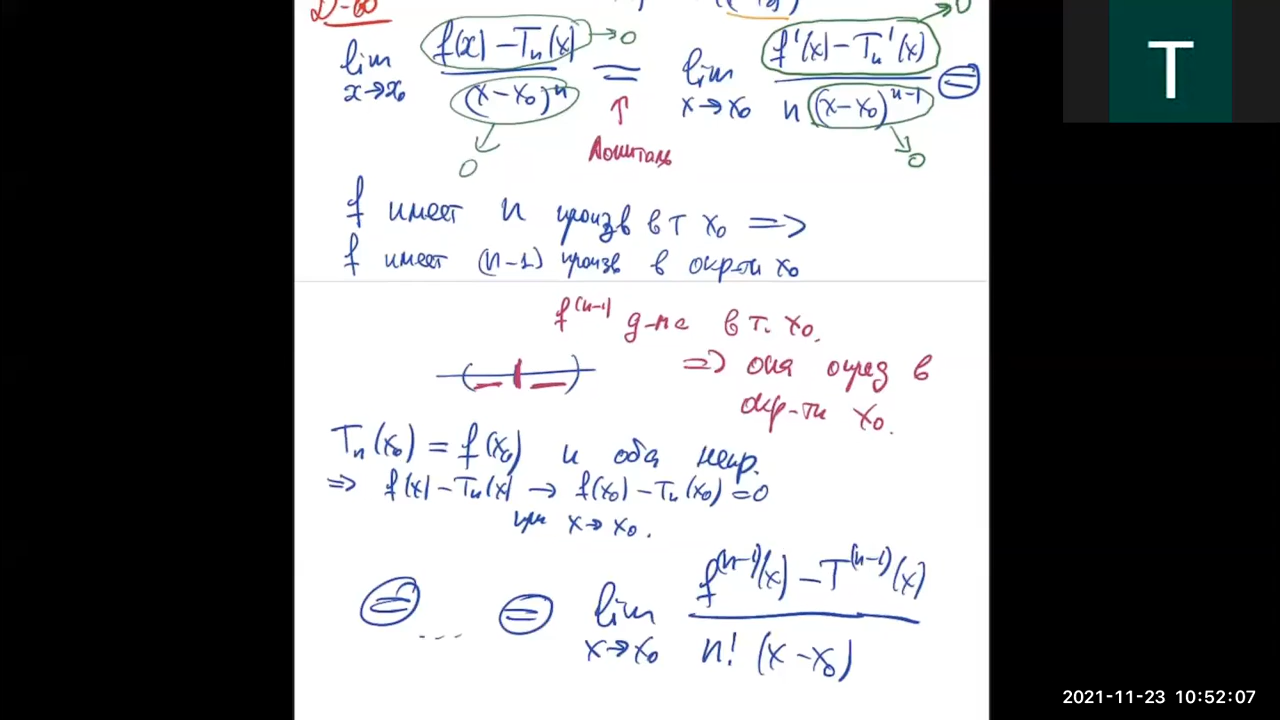 Д-во
lim f(x) − Tₙ(x) → 0 = lim f'(x) − Tₙ'(x) → 0 ⊜
x→x₀ (x−x₀)ⁿ → 0 x→x₀ n (x−x₀)ⁿ⁻¹ → 0
↑
Лопиталь
f имеет n произв в т x₀ =>
f имеет (n−1) произв в окр-ти x₀
f⁽ⁿ⁻¹⁾ д-ма в т. x₀.
=> она опред в
окр-ти x₀.
Tₙ(x₀) = f(x₀) и оба непр.
=> f(x) − Tₙ(x) → f(x₀) − Tₙ(x₀) = 0
при x→x₀.
⊜ ... ⊜ lim f⁽ⁿ⁻¹⁾(x) − T⁽ⁿ⁻¹⁾(x)
x→x₀ n! (x−x₀)
T
2021-11-23 10:52:07